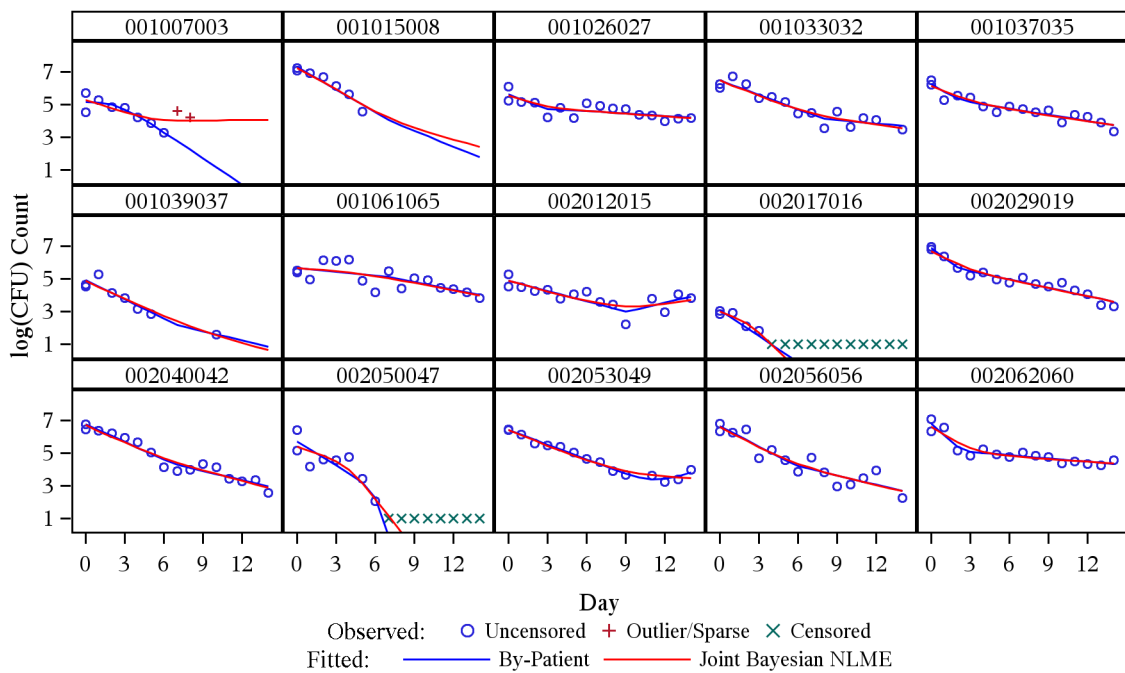 001007003 001015008 001026027 001033032 001037035
7
5
3
1
001039037 001061065 002012015 002017016 002029019
7
5
3
1
002040042 002050047 002053049 002056056 002062060
7
5
3
1
log(CFU) Count
0 3 6 9 12 0 3 6 9 12 0 3 6 9 12 0 3 6 9 12 0 3 6 9 12
Day
Observed: Uncensored Outlier/Sparse Censored
Fitted: By-Patient Joint Bayesian NLME